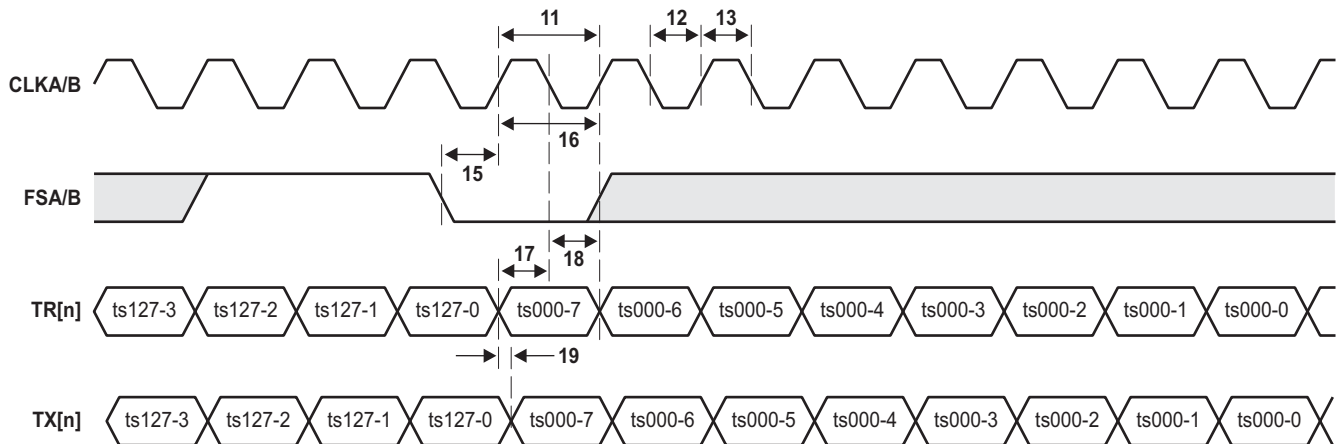 11
12
13
CLKA/B
16
15
FSA/B
17
18
TR[n] ts127-3 ts127-2 ts127-1 ts127-0 ts000-7 ts000-6 ts000-5 ts000-4 ts000-3 ts000-2 ts000-1 ts000-0
19
TX[n] ts127-3 ts127-2 ts127-1 ts127-0 ts000-7 ts000-6 ts000-5 ts000-4 ts000-3 ts000-2 ts000-1 ts000-0